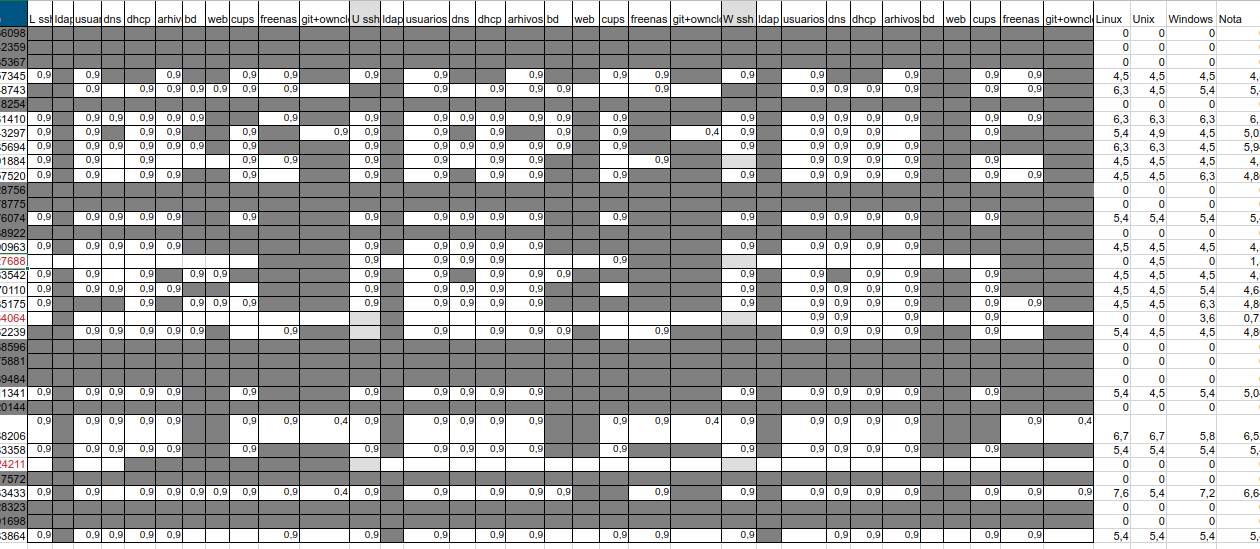 L ssh ldap usuar dns dhcp arhiv bd web cups freenas git+owncl U ssh ldap usuarios dns dhcp arhivos bd web cups freenas git+owncl W ssh ldap usuarios dns dhcp arhivos bd web cups freenas git+owncl Linux Unix Windows Nota
6098 0 0 0
2359 0 0 0
5367 0 0 0
7345 0,9 0,9 0,9 0,9 0,9 0,9 0,9 0,9 0,9 0,9 0,9 0,9 0,9 0,9 0,9 4,5 4,5 4,5 4,
8743 0,9 0,9 0,9 0,9 0,9 0,9 0,9 0,9 0,9 0,9 0,9 0,9 0,9 0,9 0,9 0,9 0,9 0,9 6,3 4,5 5,4 5,
8254 0 0 0
1410 0,9 0,9 0,9 0,9 0,9 0,9 0,9 0,9 0,9 0,9 0,9 0,9 0,9 0,9 0,9 0,9 0,9 0,9 0,9 0,9 0,9 6,3 6,3 6,3 6,
3297 0,9 0,9 0,9 0,9 0,9 0,9 0,9 0,9 0,9 0,9 0,9 0,4 0,9 0,9 0,9 0,9 0,9 5,4 4,9 4,5 5,0
5694 0,9 0,9 0,9 0,9 0,9 0,9 0,9 0,9 0,9 0,9 0,9 0,9 0,9 0,9 0,9 0,9 0,9 0,9 0,9 6,3 6,3 4,5 5,9
1884 0,9 0,9 0,9 0,9 0,9 0,9 0,9 0,9 0,9 0,9 0,9 0,9 0,9 0,9 0,9 4,5 4,5 4,5 4,
7520 0,9 0,9 0,9 0,9 0,9 0,9 0,9 0,9 0,9 0,9 0,9 0,9 0,9 0,9 0,9 0,9 0,9 4,5 4,5 6,3 4,8
8756 0 0 0
8775 0 0 0
6074 0,9 0,9 0,9 0,9 0,9 0,9 0,9 0,9 0,9 0,9 0,9 0,9 0,9 0,9 0,9 0,9 0,9 0,9 5,4 5,4 5,4 5,
8922 0 0 0
0963 0,9 0,9 0,9 0,9 0,9 0,9 0,9 0,9 0,9 0,9 0,9 0,9 0,9 0,9 0,9 4,5 4,5 4,5 4,
27688 0,9 0,9 0,9 0,9 0,9 0 4,5 0 1,
3542 0,9 0,9 0,9 0,9 0,9 0,9 0,9 0,9 0,9 0,9 0,9 0,9 0,9 0,9 0,9 4,5 4,5 4,5 4,
70110 0,9 0,9 0,9 0,9 0,9 0,9 0,9 0,9 0,9 0,9 0,9 0,9 0,9 0,9 0,9 0,9 4,5 4,5 5,4 4,6
5175 0,9 0,9 0,9 0,9 0,9 0,9 0,9 0,9 0,9 0,9 0,9 0,9 0,9 0,9 0,9 0,9 0,9 4,5 4,5 6,3 4,8
4064 0,9 0,9 0,9 0 0 3,6 0,7
2239 0,9 0,9 0,9 0,9 0,9 0,9 0,9 0,9 0,9 0,9 0,9 0,9 0,9 0,9 0,9 0,9 5,4 4,5 4,5 4,8
8596 0 0 0
5881 0 0 0
9484 0 0 0
1341 0,9 0,9 0,9 0,9 0,9 0,9 0,9 0,9 0,9 0,9 0,9 0,9 0,9 0,9 0,9 0,9 0,9 5,4 4,5 5,4 5,0
20144 0 0 0
8206 0,9 0,9 0,9 0,9 0,9 0,9 0,9 0,4 0,9 0,9 0,9 0,9 0,9 0,9 0,9 0,4 0,9 0,9 0,9 0,9 0,9 0,9 0,4 6,7 6,7 5,8 6,5
3358 0,9 0,9 0,9 0,9 0,9 0,9 0,9 0,9 0,9 0,9 0,9 0,9 0,9 0,9 0,9 0,9 0,9 0,9 5,4 5,4 5,4 5,
24211 0 0 0
7572 0 0 0
3433 0,9 0,9 0,9 0,9 0,9 0,9 0,9 0,9 0,4 0,9 0,9 0,9 0,9 0,9 0,9 0,9 0,9 0,9 0,9 0,9 0,9 0,9 0,9 7,6 5,4 7,2 6,6
28323 0 0 0
1698 0 0 0
3864 0,9 0,9 0,9 0,9 0,9 0,9 0,9 0,9 0,9 0,9 0,9 0,9 0,9 0,9 0,9 0,9 0,9 0,9 5,4 5,4 5,4 5,